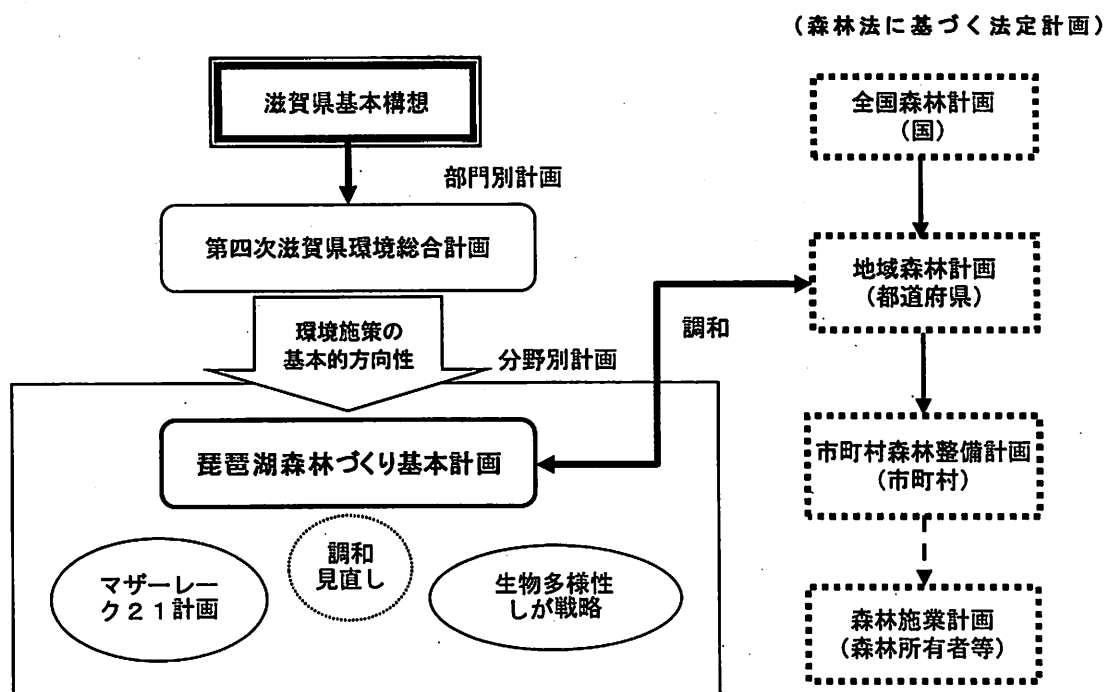 (森林法に基づく法定計画)
滋賀県基本構想
部門別計画
第四次滋賀県環境総合計画
環境施策の
基本的方向性
分野別計画
琵琶湖森林づくり基本計画
調和
見直し
マザーレー
ク21計画
生物多様性
しが戦略
調和
全国森林計画
(国)
地域森林計画
(都道府県)
市町村森林整備計画
(市町村)
森林施業計画
(森林所有者等)